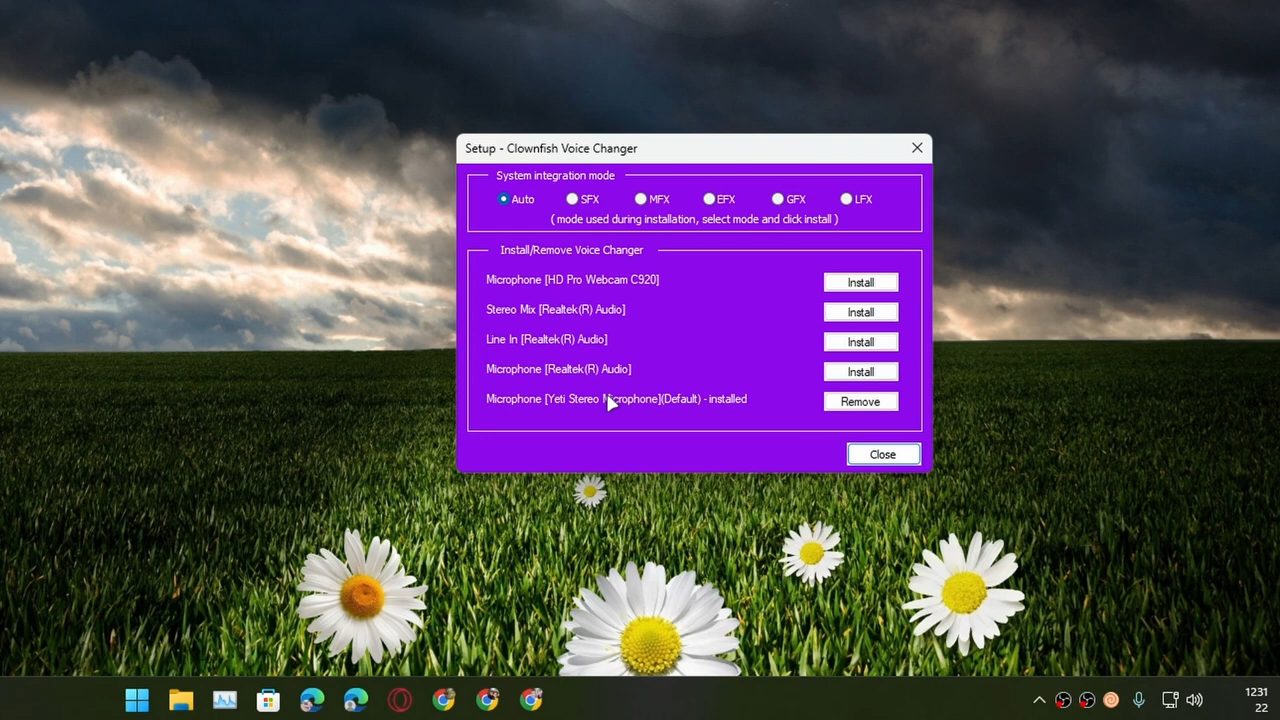 Setup - Clownfish Voice Changer
System integration mode
Auto SFX MFX EFX GFX LFX
( mode used during installation, select mode and click install )
Install/Remove Voice Changer
Microphone [HD Pro Webcam C920] Install
Stereo Mix [Realtek(R) Audio] Install
Line In [Realtek(R) Audio] Install
Microphone [Realtek(R) Audio] Install
Microphone [Yeti Stereo Microphone](Default) - installed Remove
Close
1231
22